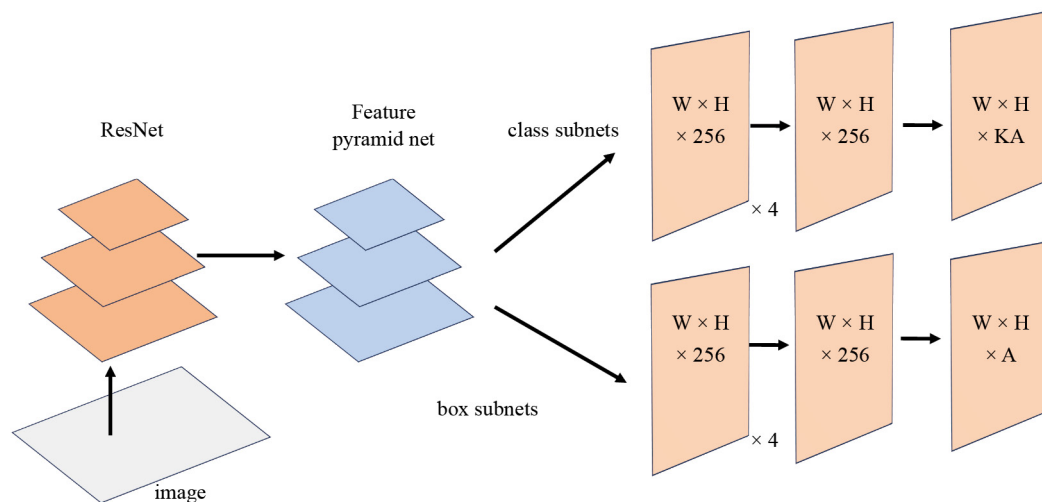 ResNet
Feature
pyramid net
class subnets
W × H
× 256
× 4
W × H
× 256
W × H
× KA
box subnets
W × H
× 256
× 4
W × H
× 256
W × H
× A
image